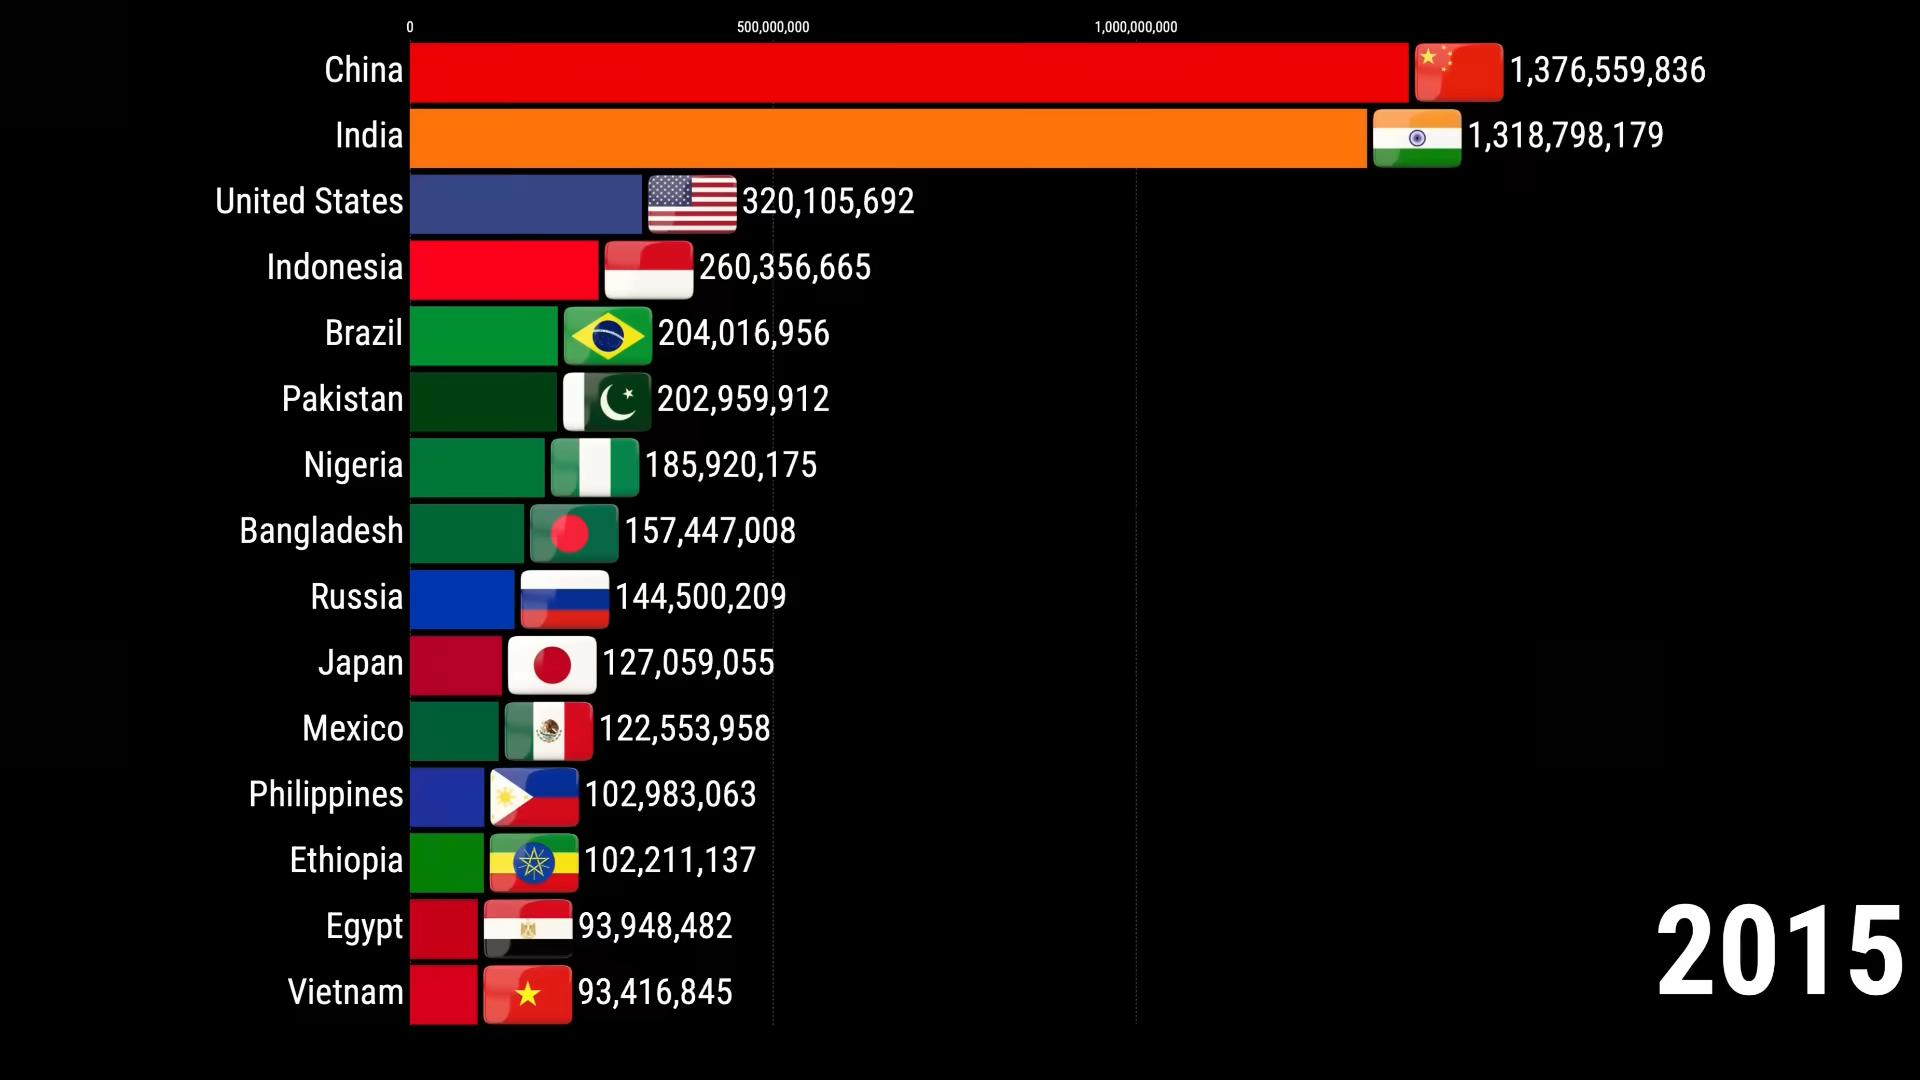 0 500,000,000 1,000,000,000
China 1,376,559,836
India 1,318,798,179
United States 320,105,692
Indonesia 260,356,665
Brazil 204,016,956
Pakistan 202,959,912
Nigeria 185,920,175
Bangladesh 157,447,008
Russia 144,500,209
Japan 127,059,055
Mexico 122,553,958
Philippines 102,983,063
Ethiopia 102,211,137
Egypt 93,948,482
Vietnam 93,416,845
2015